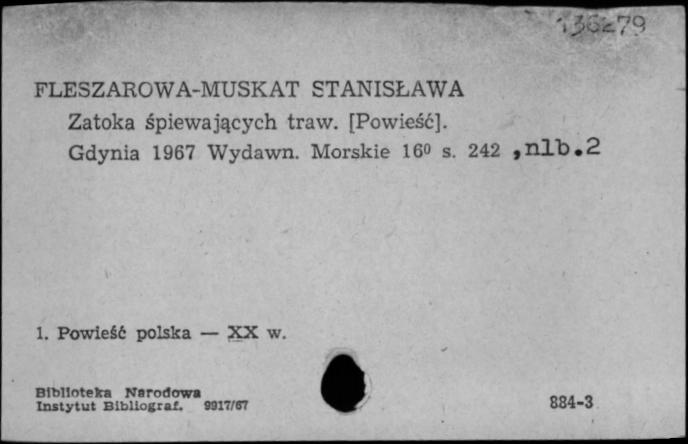 136279
FLESZAROWA-MUSKAT STANISŁAWA
Zatoka śpiewających traw. [Powieść].
Gdynia 1967 Wydawn. Morskie 16⁰ s. 242 ,nlb.2
1. Powieść polska — XX w.
Biblioteka Narodowa
Instytut Bibliograf. 9917/67
884-3